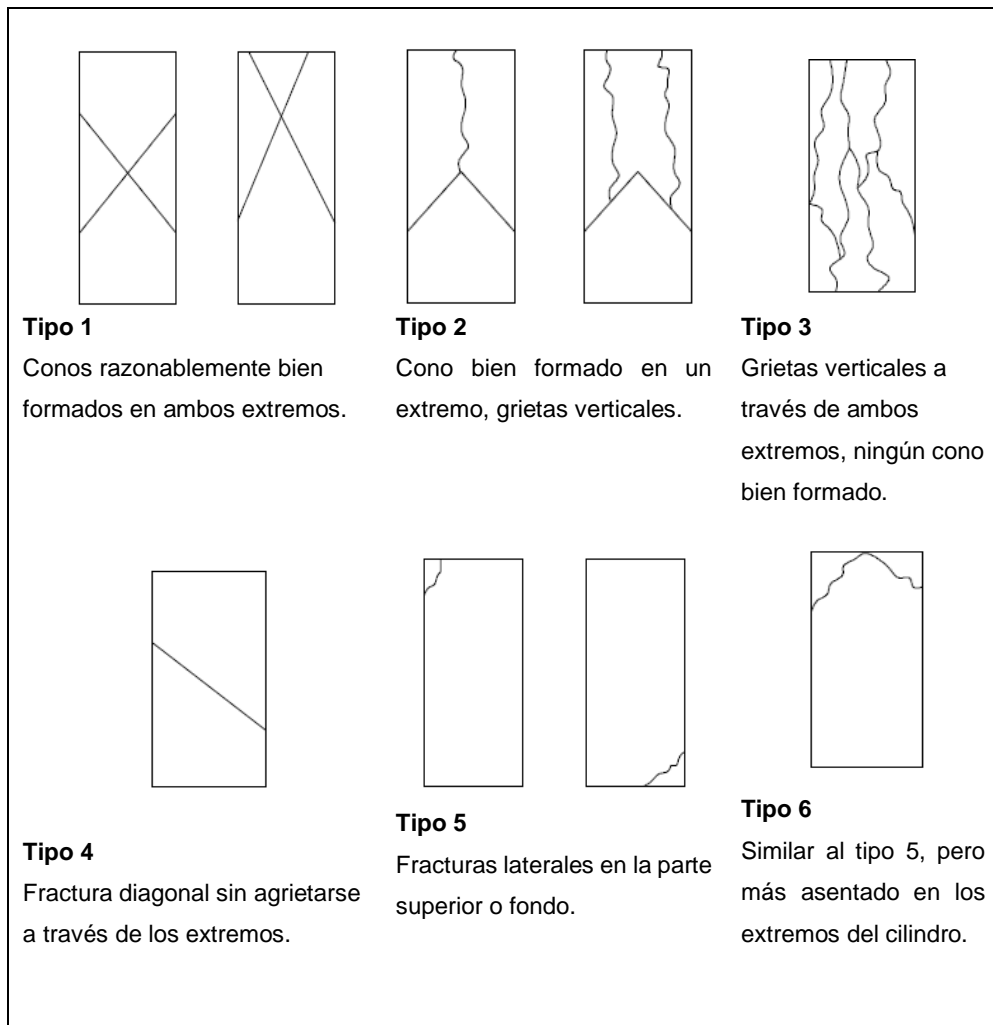 Tipo 1
Conos razonablemente bien
formados en ambos extremos.
Tipo 2
Cono bien formado en un
extremo, grietas verticales.
Tipo 3
Grietas verticales a
través de ambos
extremos, ningún cono
bien formado.
Tipo 4
Fractura diagonal sin agrietarse
a través de los extremos.
Tipo 5
Fracturas laterales en la parte
superior o fondo.
Tipo 6
Similar al tipo 5, pero
más asentado en los
extremos del cilindro.